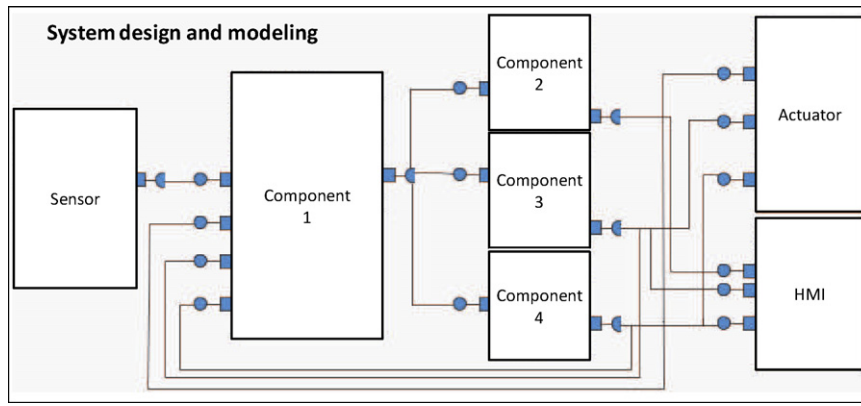 System design and modeling
Sensor
Component
1
Component
2
Component
3
Component
4
Actuator
HMI